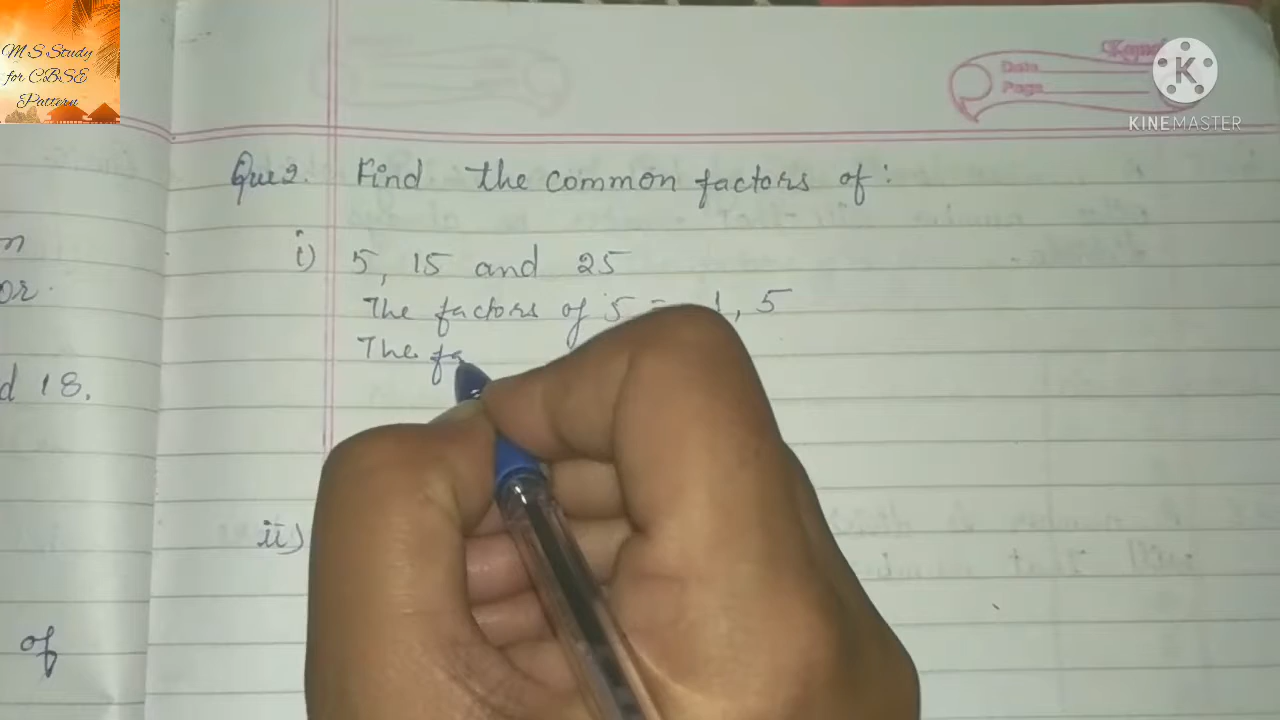 M S Study
for C.B.S.E
Pattern
Date
Page
K
KINEMASTER
Que2. Find the common factors of:
i) 5, 15 and 25
The factors of 5 = 1, 5
The fa
ii)
n
or.
d 18.
of